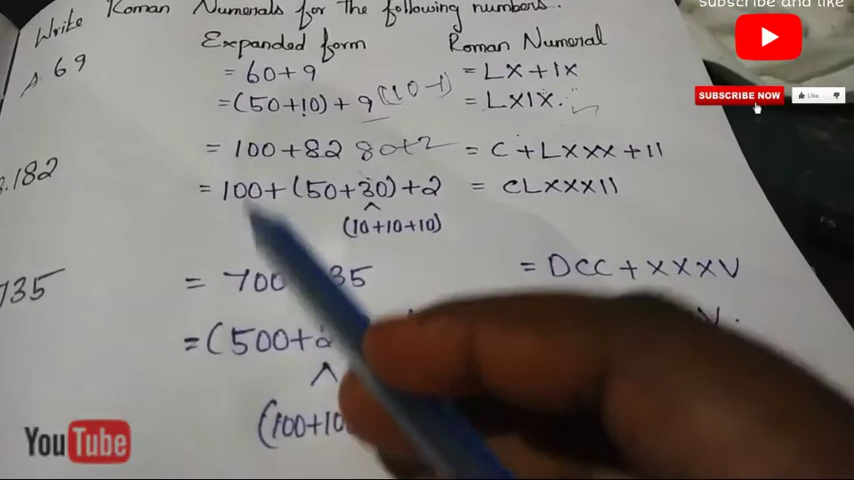 Subscribe and
Write Roman Numerals for the following numbers.
Expanded form Roman Numeral
A. 69 = 60+9 = LX + IX
=(50+10) + 9 (10-1) = LXIX.
SUBSCRIBE NOW Like
.182 = 100+82 80+2 = C + LXXX + II
= 100+(50+30)+2 = CLXXXII
(10+10+10)
735 = 700 35 = DCC + XXXV
=(500+2 V.
(100+10
YouTube